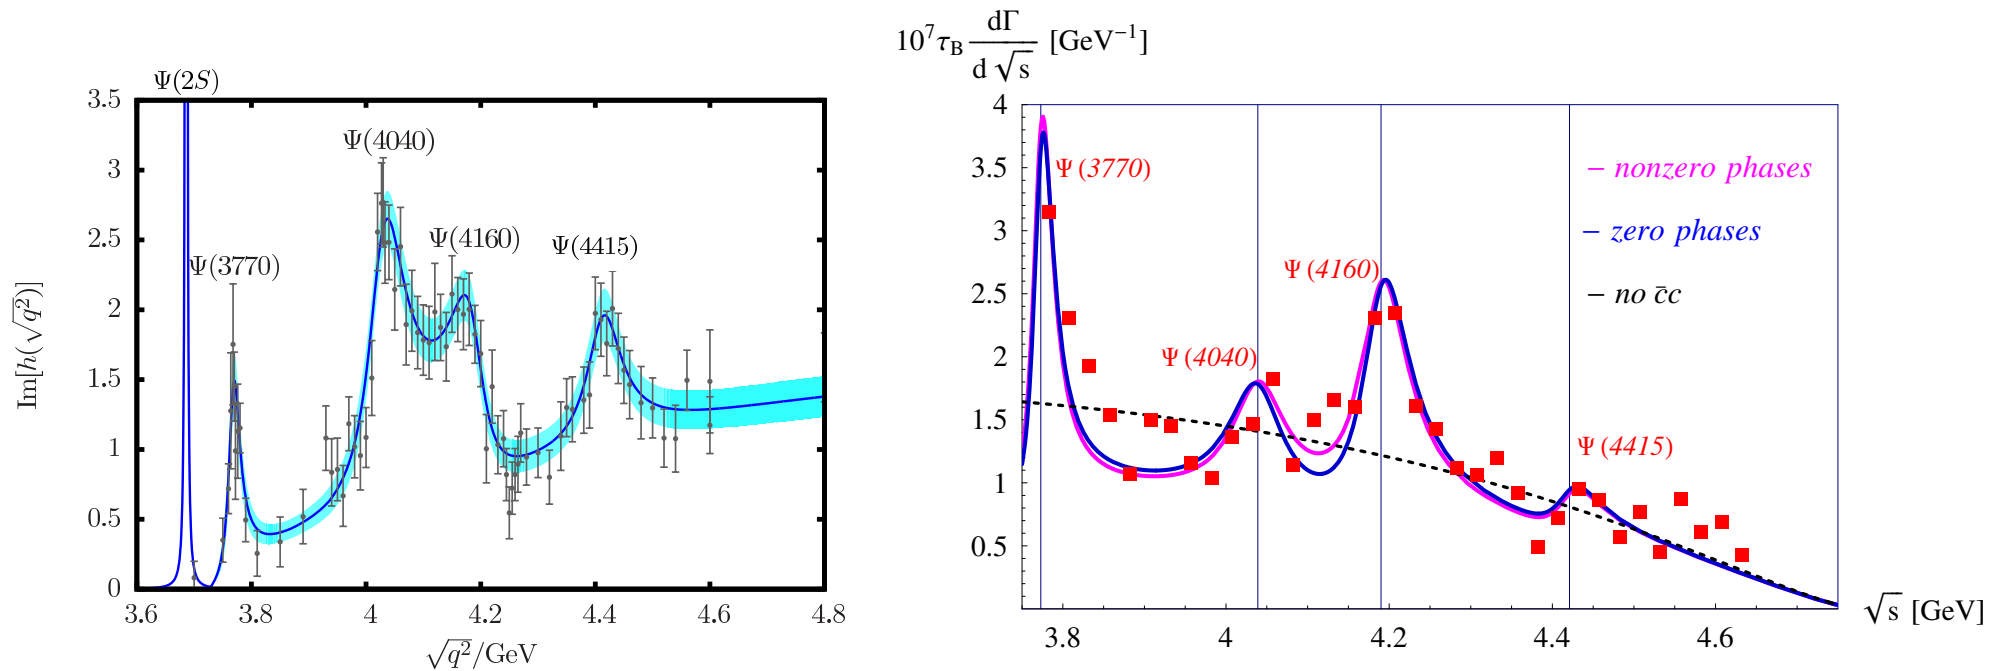 Ψ(2S)
3.5
3
2.5
2
1.5
1
0.5
0
Im[h(√q²)]
Ψ(3770)
Ψ(4040)
Ψ(4160)
Ψ(4415)
3.6 3.8 4 4.2 4.4 4.6 4.8
√q²/GeV
10⁷τ_B dΓ/d√s [GeV⁻¹]
4
3.5
3
2.5
2
1.5
1
0.5
Ψ (3770)
Ψ (4040)
Ψ (4160)
Ψ (4415)
− nonzero phases
− zero phases
− no c̄c
3.8 4 4.2 4.4 4.6
√s [GeV]